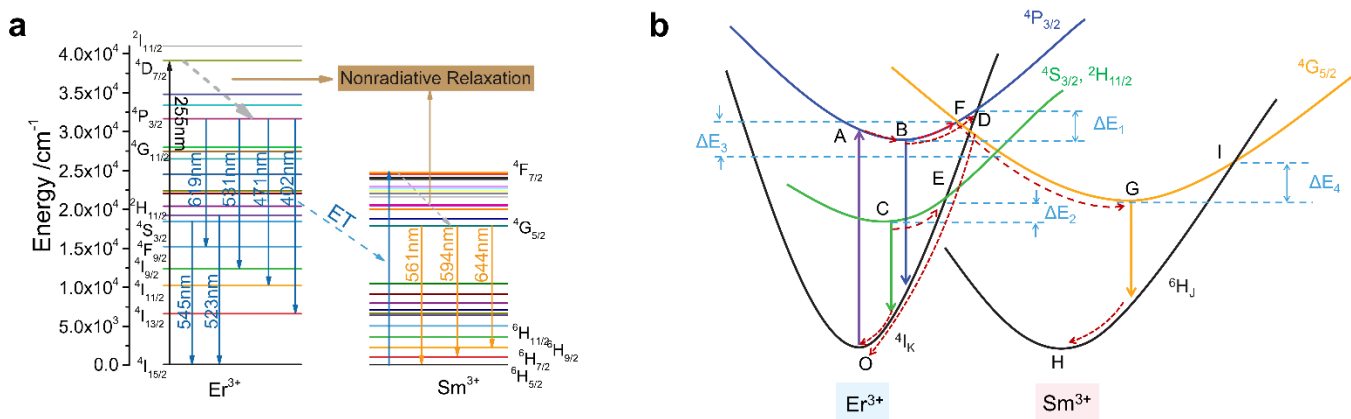 a
Energy /cm⁻¹
4.0x10⁴
3.5x10⁴
3.0x10⁴
2.5x10⁴
2.0x10⁴
1.5x10⁴
1.0x10⁴
5.0x10³
0.0
²I₁₁/₂
⁴D₇/₂
⁴P₃/₂
⁴G₁₁/₂
²H₁₁/₂
⁴S₃/₂
⁴F₉/₂
⁴I₉/₂
⁴I₁₁/₂
⁴I₁₃/₂
⁴I₁₅/₂
255nm
619nm
531nm
471nm
402nm
545nm
523nm
Er³⁺
Nonradiative Relaxation
ET
⁴F₇/₂
⁴G₅/₂
561nm
594nm
644nm
⁶H₁₁/₂
⁶H₉/₂
⁶H₇/₂
⁶H₅/₂
Sm³⁺
b
⁴P₃/₂
⁴S₃/₂, ²H₁₁/₂
⁴G₅/₂
ΔE₃
A
B
F
D
ΔE₁
E
C
ΔE₂
I
G
ΔE₄
⁶H_J
⁴I_K
O
H
Er³⁺
Sm³⁺